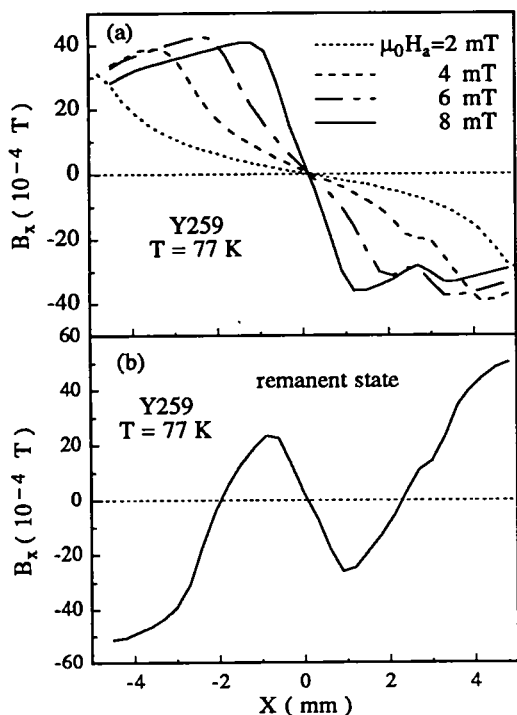 (a)
μ₀Hₐ=2 mT
4 mT
6 mT
8 mT
Bₓ ( 10⁻⁴ T )
40
20
0
-20
-40
60
Y259
T = 77 K
(b)
remanent state
Y259
T = 77 K
Bₓ ( 10⁻⁴ T )
40
20
0
-20
-40
-60
-4
-2
0
2
4
X ( mm )